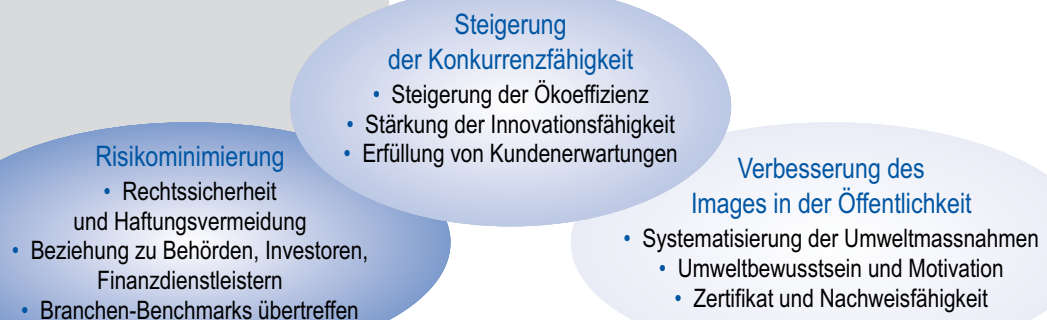 Steigerung
der Konkurrenzfähigkeit
• Steigerung der Ökoeffizienz
• Stärkung der Innovationsfähigkeit
• Erfüllung von Kundenerwartungen
Risikominimierung
• Rechtssicherheit
und Haftungsvermeidung
• Beziehung zu Behörden, Investoren,
Finanzdienstleistern
• Branchen-Benchmarks übertreffen
Verbesserung des
Images in der Öffentlichkeit
• Systematisierung der Umweltmassnahmen
• Umweltbewusstsein und Motivation
• Zertifikat und Nachweisfähigkeit